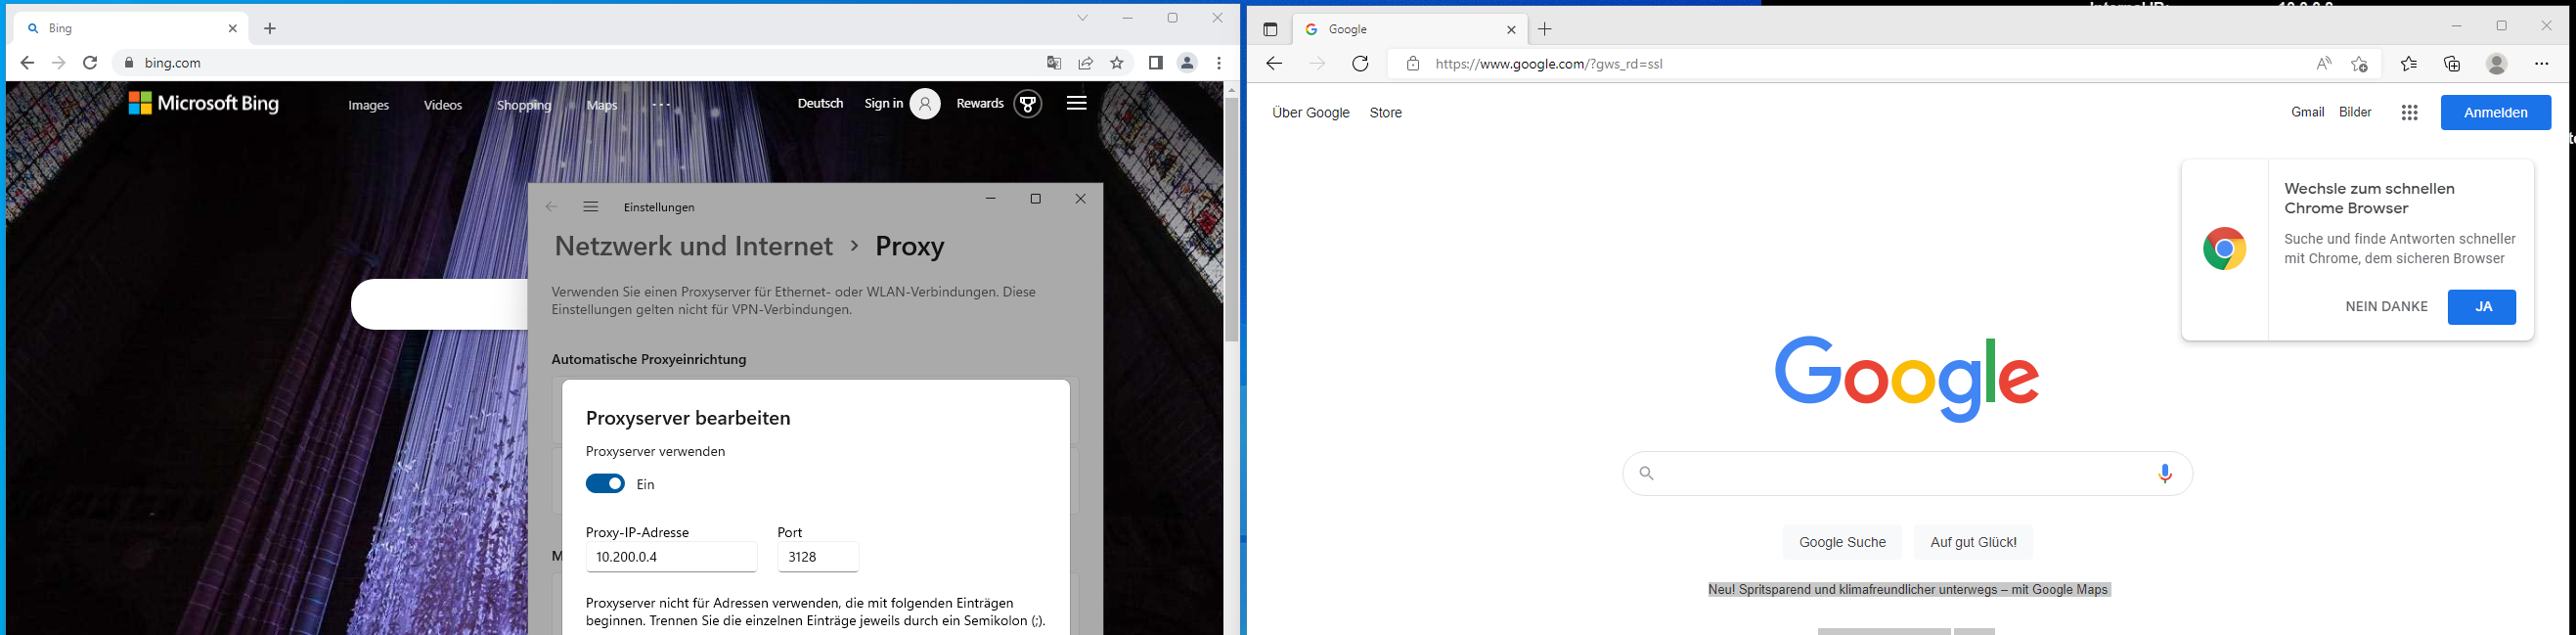 Bing
bing.com
Microsoft Bing
Images
Videos
Shopping
Maps
Deutsch
Sign in
Rewards
Einstellungen
Netzwerk und Internet › Proxy
Verwenden Sie einen Proxyserver für Ethernet- oder WLAN-Verbindungen. Diese
Einstellungen gelten nicht für VPN-Verbindungen.
Automatische Proxyeinrichtung
Proxyserver bearbeiten
Proxyserver verwenden
Ein
Proxy-IP-Adresse
Port
10.200.0.4
3128
Proxyserver nicht für Adressen verwenden, die mit folgenden Einträgen
beginnen. Trennen Sie die einzelnen Einträge jeweils durch ein Semikolon (;).
Google
https://www.google.com/?gws_rd=ssl
Über Google
Store
Gmail
Bilder
Anmelden
Wechsle zum schnellen
Chrome Browser
Suche und finde Antworten schneller
mit Chrome, dem sicheren Browser
NEIN DANKE
JA
Google
Google Suche
Auf gut Glück!
Neu! Spritsparend und klimafreundlicher unterwegs – mit Google Maps